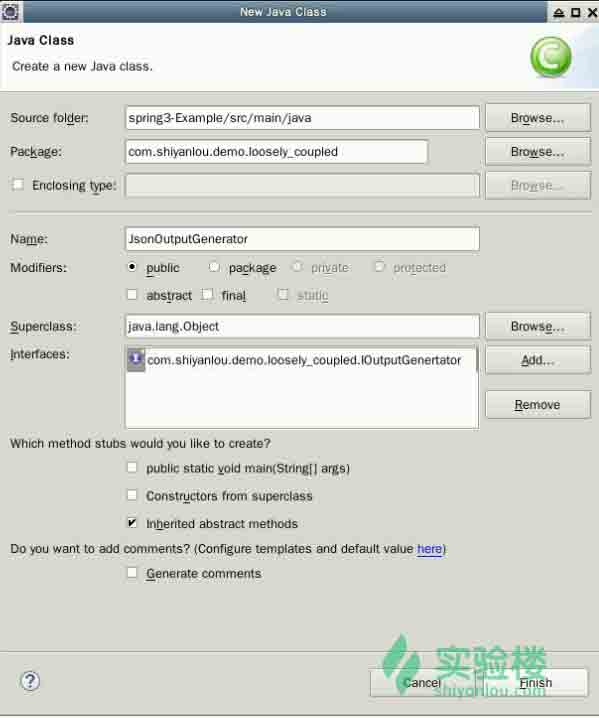 New Java Class
Java Class
Create a new Java class.
C
Source folder: spring3-Example/src/main/java Browse...
Package: com.shiyanlou.demo.loosely_coupled Browse...
Enclosing type: Browse...
Name: JsonOutputGenerator
Modifiers: public package private protected
abstract final static
Superclass: java.lang.Object Browse...
Interfaces: I com.shiyanlou.demo.loosely_coupled.IOutputGenertator Add...
Remove
Which method stubs would you like to create?
public static void main(String[] args)
Constructors from superclass
Inherited abstract methods
Do you want to add comments? (Configure templates and default value here)
Generate comments
实验楼
? Cancel Finish
shiyanlou.com